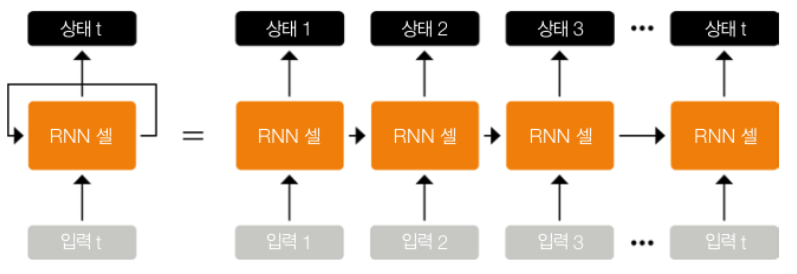 상태 t 상태 1 상태 2 상태 3 ••• 상태 t
RNN 셀 = RNN 셀 RNN 셀 RNN 셀 RNN 셀
입력 t 입력 1 입력 2 입력 3 ••• 입력 t